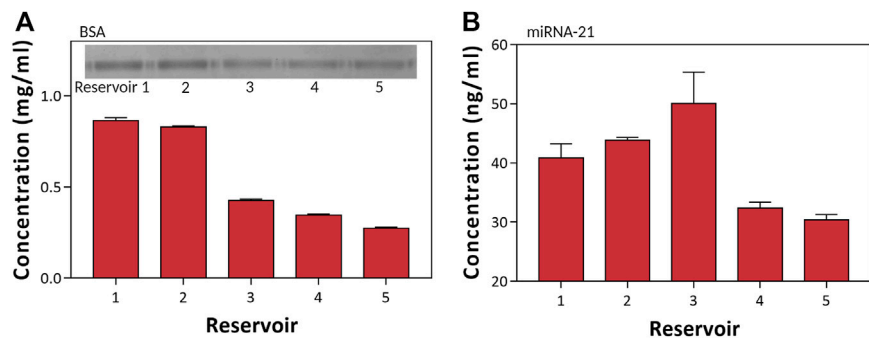 A
BSA
Reservoir 1 2 3 4 5
Concentration (mg/ml)
1.0
0.5
0.0
1 2 3 4 5
Reservoir
B
miRNA-21
Concentration (ng/ml)
60
50
40
30
20
1 2 3 4 5
Reservoir